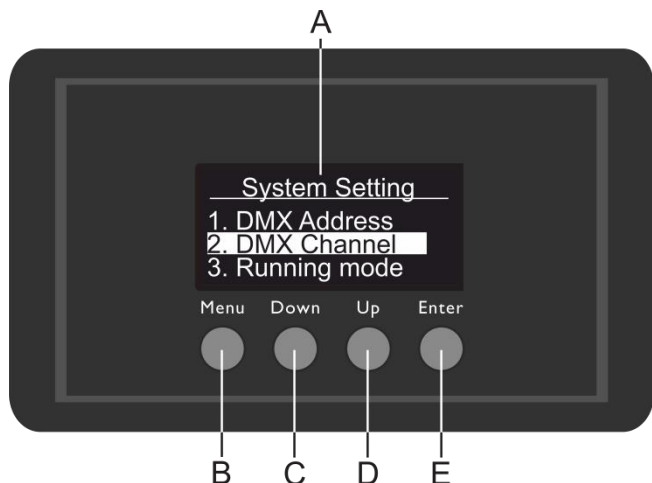 A
System Setting
1. DMX Address
2. DMX Channel
3. Running mode
Menu Down Up Enter
B C D E